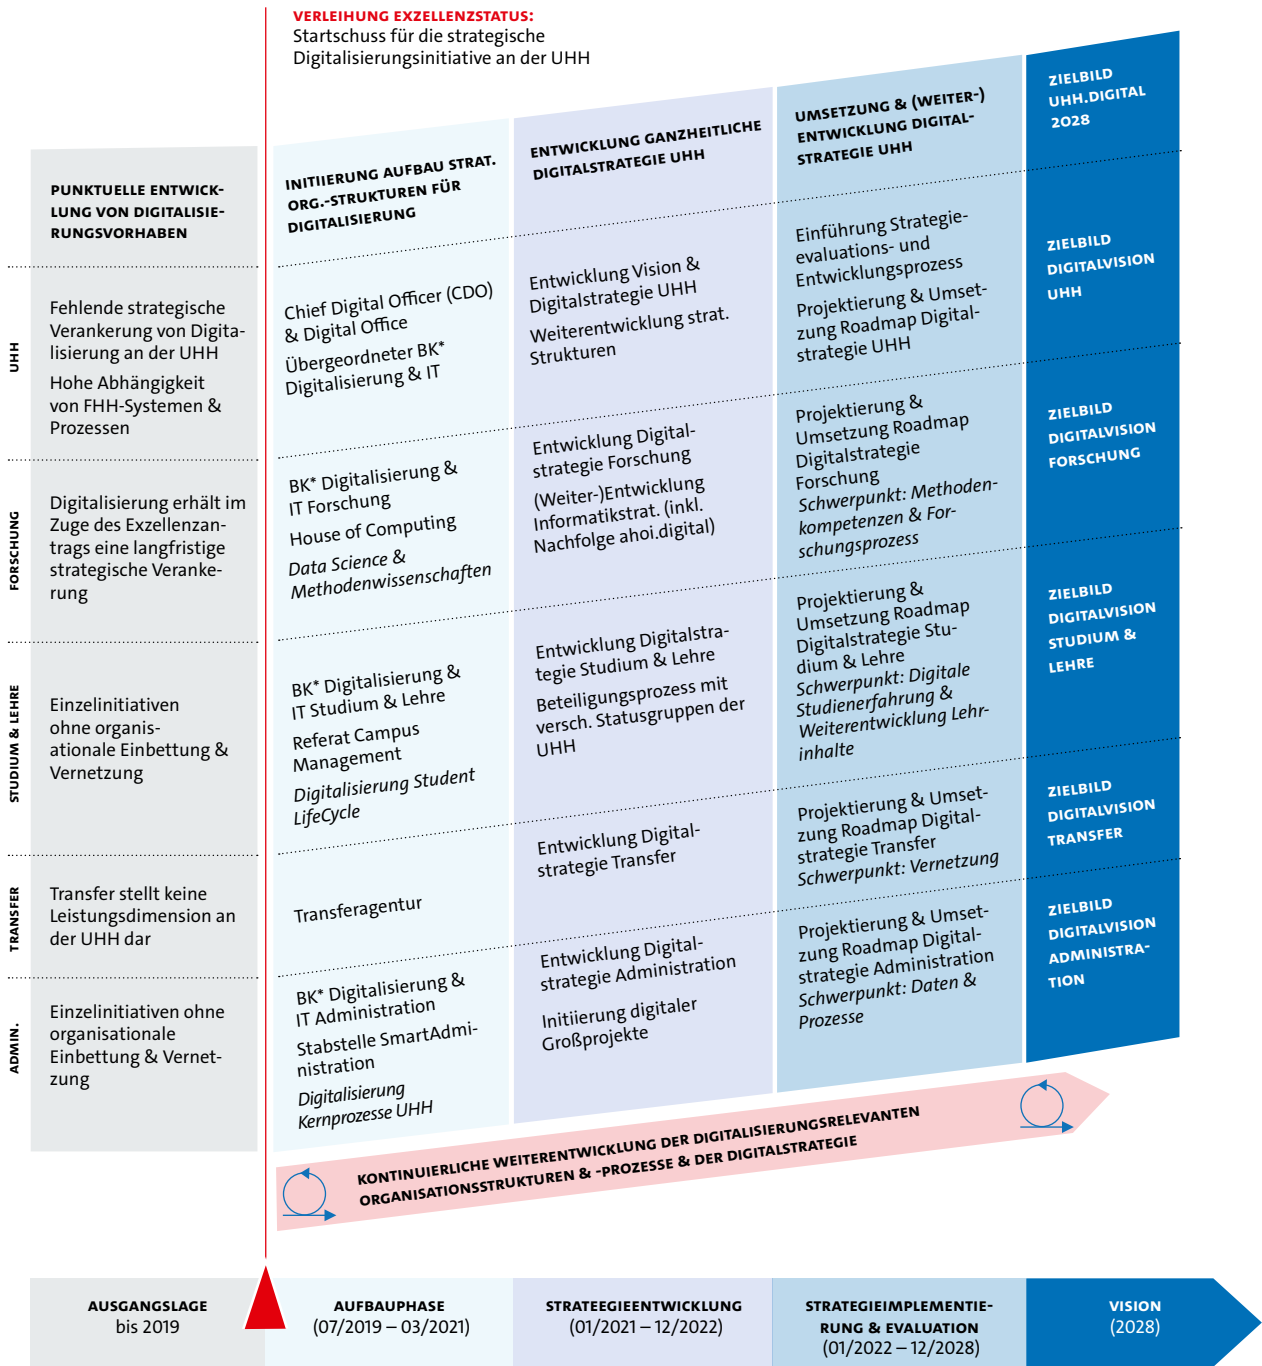 VERLEIHUNG EXZELLENZSTATUS:
Startschuss für die strategische
Digitalisierungsinitiative an der UHH
PUNKTUELLE ENTWICK-
LUNG VON DIGITALISIE-
RUNGSVORHABEN
INITIIERUNG AUFBAU STRAT.
ORG.-STRUKTUREN FÜR
DIGITALISIERUNG
ENTWICKLUNG GANZHEITLICHE
DIGITALSTRATEGIE UHH
UMSETZUNG & (WEITER-)
ENTWICKLUNG DIGITAL-
STRATEGIE UHH
ZIELBILD
UHH.DIGITAL
2028
UHH
Fehlende strategische
Verankerung von Digita-
lisierung an der UHH
Hohe Abhängigkeit
von FHH-Systemen &
Prozessen
Chief Digital Officer (CDO)
& Digital Office
Übergeordneter BK*
Digitalisierung & IT
Entwicklung Vision &
Digitalstrategie UHH
Weiterentwicklung strat.
Strukturen
Einführung Strategie-
evaluations- und
Entwicklungsprozess
Projektierung & Umset-
zung Roadmap Digital-
strategie UHH
ZIELBILD
DIGITALVISION
UHH
FORSCHUNG
Digitalisierung erhält im
Zuge des Exzellenzan-
trags eine langfristige
strategische Veranke-
rung
BK* Digitalisierung &
IT Forschung
House of Computing
Data Science &
Methodenwissenschaften
Entwicklung Digital-
strategie Forschung
(Weiter-)Entwicklung
Informatikstrat. (inkl.
Nachfolge ahoi.digital)
Projektierung &
Umsetzung Roadmap
Digitalstrategie
Forschung
Schwerpunkt: Methoden-
kompetenzen & For-
schungsprozess
ZIELBILD
DIGITALVISION
FORSCHUNG
STUDIUM & LEHRE
Einzelinitiativen
ohne organis-
ationale Einbettung &
Vernetzung
BK* Digitalisierung &
IT Studium & Lehre
Referat Campus
Management
Digitalisierung Student
LifeCycle
Entwicklung Digitalstra-
tegie Studium & Lehre
Beteiligungsprozess mit
versch. Statusgruppen der
UHH
Projektierung &
Umsetzung Roadmap
Digitalstrategie Stu-
dium & Lehre
Schwerpunkt: Digitale
Studienerfahrung &
Weiterentwicklung Lehr-
inhalte
ZIELBILD
DIGITALVISION
STUDIUM &
LEHRE
TRANSFER
Transfer stellt keine
Leistungsdimension an
der UHH dar
Transferagentur
Entwicklung Digital-
strategie Transfer
Projektierung & Umset-
zung Roadmap Digital-
strategie Transfer
Schwerpunkt: Vernetzung
ZIELBILD
DIGITALVISION
TRANSFER
ADMIN.
Einzelinitiativen ohne
organisationale
Einbettung & Vernet-
zung
BK* Digitalisierung &
IT Administration
Stabstelle SmartAdmi-
nistration
Digitalisierung
Kernprozesse UHH
Entwicklung Digital-
strategie Administration
Initiierung digitaler
Großprojekte
Projektierung & Umset-
zung Roadmap Digital-
strategie Administration
Schwerpunkt: Daten &
Prozesse
ZIELBILD
DIGITALVISION
ADMINISTRA-
TION
KONTINUIERLICHE WEITERENTWICKLUNG DER DIGITALISIERUNGSRELEVANTEN
ORGANISATIONSSTRUKTUREN & -PROZESSE & DER DIGITALSTRATEGIE
AUSGANGSLAGE
bis 2019
AUFBAUPHASE
(07/2019 – 03/2021)
STRATEEGIEENTWICKLUNG
(01/2021 – 12/2022)
STRATEGIEIMPLEMENTIE-
RUNG & EVALUATION
(01/2022 – 12/2028)
VISION
(2028)